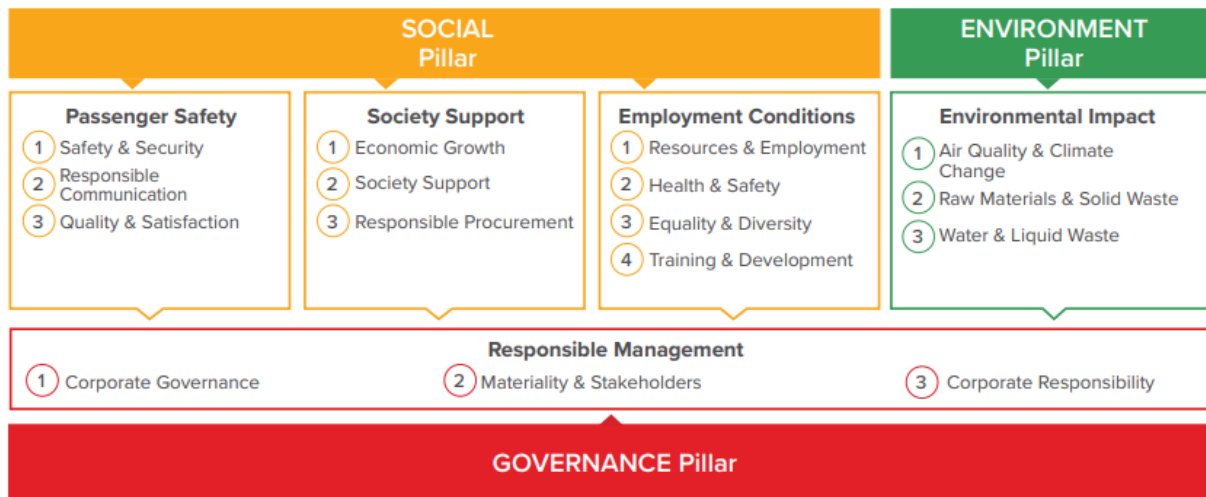 SOCIAL
Pillar
ENVIRONMENT
Pillar
Passenger Safety
1 Safety & Security
2 Responsible
Communication
3 Quality & Satisfaction
Society Support
1 Economic Growth
2 Society Support
3 Responsible Procurement
Employment Conditions
1 Resources & Employment
2 Health & Safety
3 Equality & Diversity
4 Training & Development
Environmental Impact
1 Air Quality & Climate
Change
2 Raw Materials & Solid Waste
3 Water & Liquid Waste
Responsible Management
1 Corporate Governance
2 Materiality & Stakeholders
3 Corporate Responsibility
GOVERNANCE Pillar